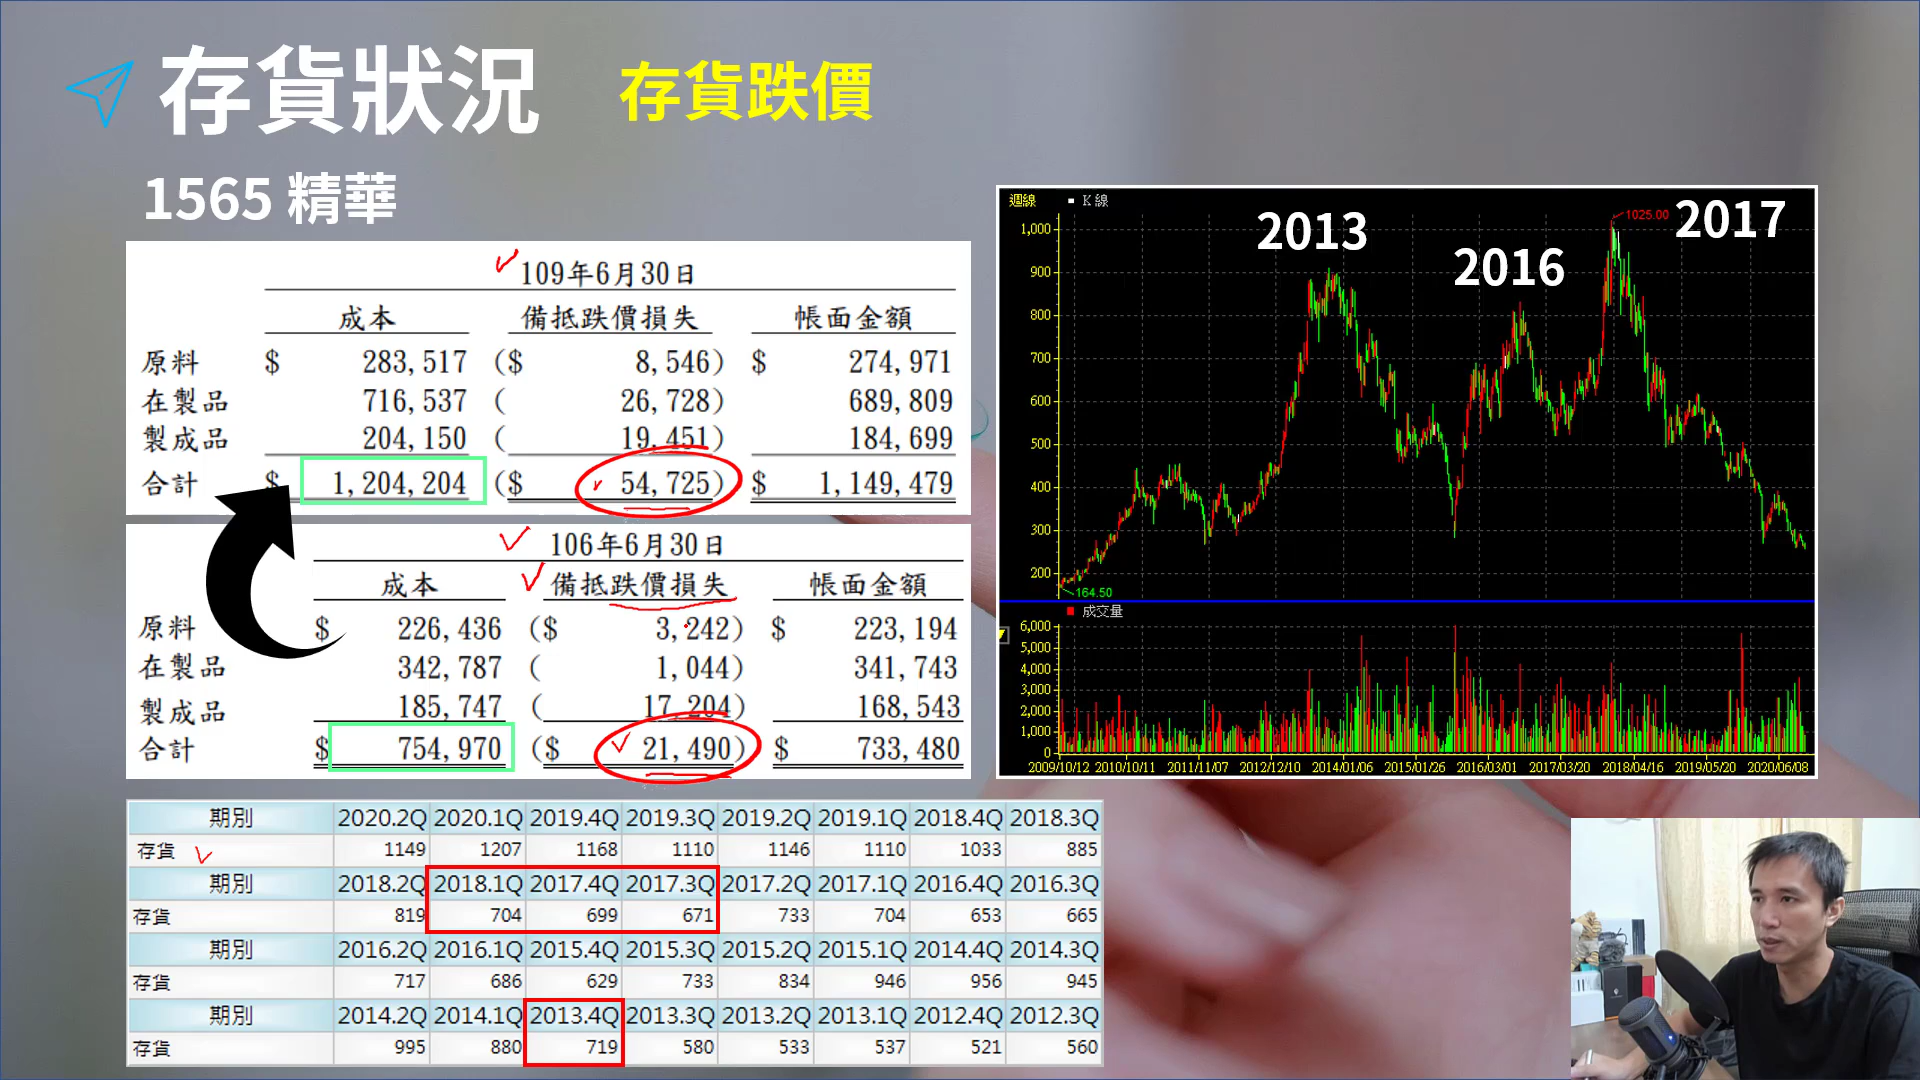 存貨狀況 存貨跌價
1565 精華
109年6月30日
成本 備抵跌價損失 帳面金額
原料 $ 283,517 ($ 8,546) $ 274,971
在製品 716,537 ( 26,728) 689,809
製成品 204,150 ( 19,451) 184,699
合計 $ 1,204,204 ($ 54,725) $ 1,149,479
106年6月30日
成本 備抵跌價損失 帳面金額
原料 $ 226,436 ($ 3,242) $ 223,194
在製品 342,787 ( 1,044) 341,743
製成品 185,747 ( 17,204) 168,543
合計 $ 754,970 ($ 21,490) $ 733,480
週線 K線
2013
2016
2017
1025.00
1,000
900
800
700
600
500
400
300
200
164.50
成交量
6,000
5,000
4,000
3,000
2,000
1,000
0
2009/10/12 2010/10/11 2011/11/07 2012/12/10 2014/01/06 2015/01/26 2016/03/01 2017/03/20 2018/04/16 2019/05/20 2020/06/08
期別 2020.2Q 2020.1Q 2019.4Q 2019.3Q 2019.2Q 2019.1Q 2018.4Q 2018.3Q
存貨 1149 1207 1168 1110 1146 1110 1033 885
期別 2018.2Q 2018.1Q 2017.4Q 2017.3Q 2017.2Q 2017.1Q 2016.4Q 2016.3Q
存貨 819 704 699 671 733 704 653 665
期別 2016.2Q 2016.1Q 2015.4Q 2015.3Q 2015.2Q 2015.1Q 2014.4Q 2014.3Q
存貨 717 686 629 733 834 946 956 945
期別 2014.2Q 2014.1Q 2013.4Q 2013.3Q 2013.2Q 2013.1Q 2012.4Q 2012.3Q
存貨 995 880 719 580 533 537 521 560